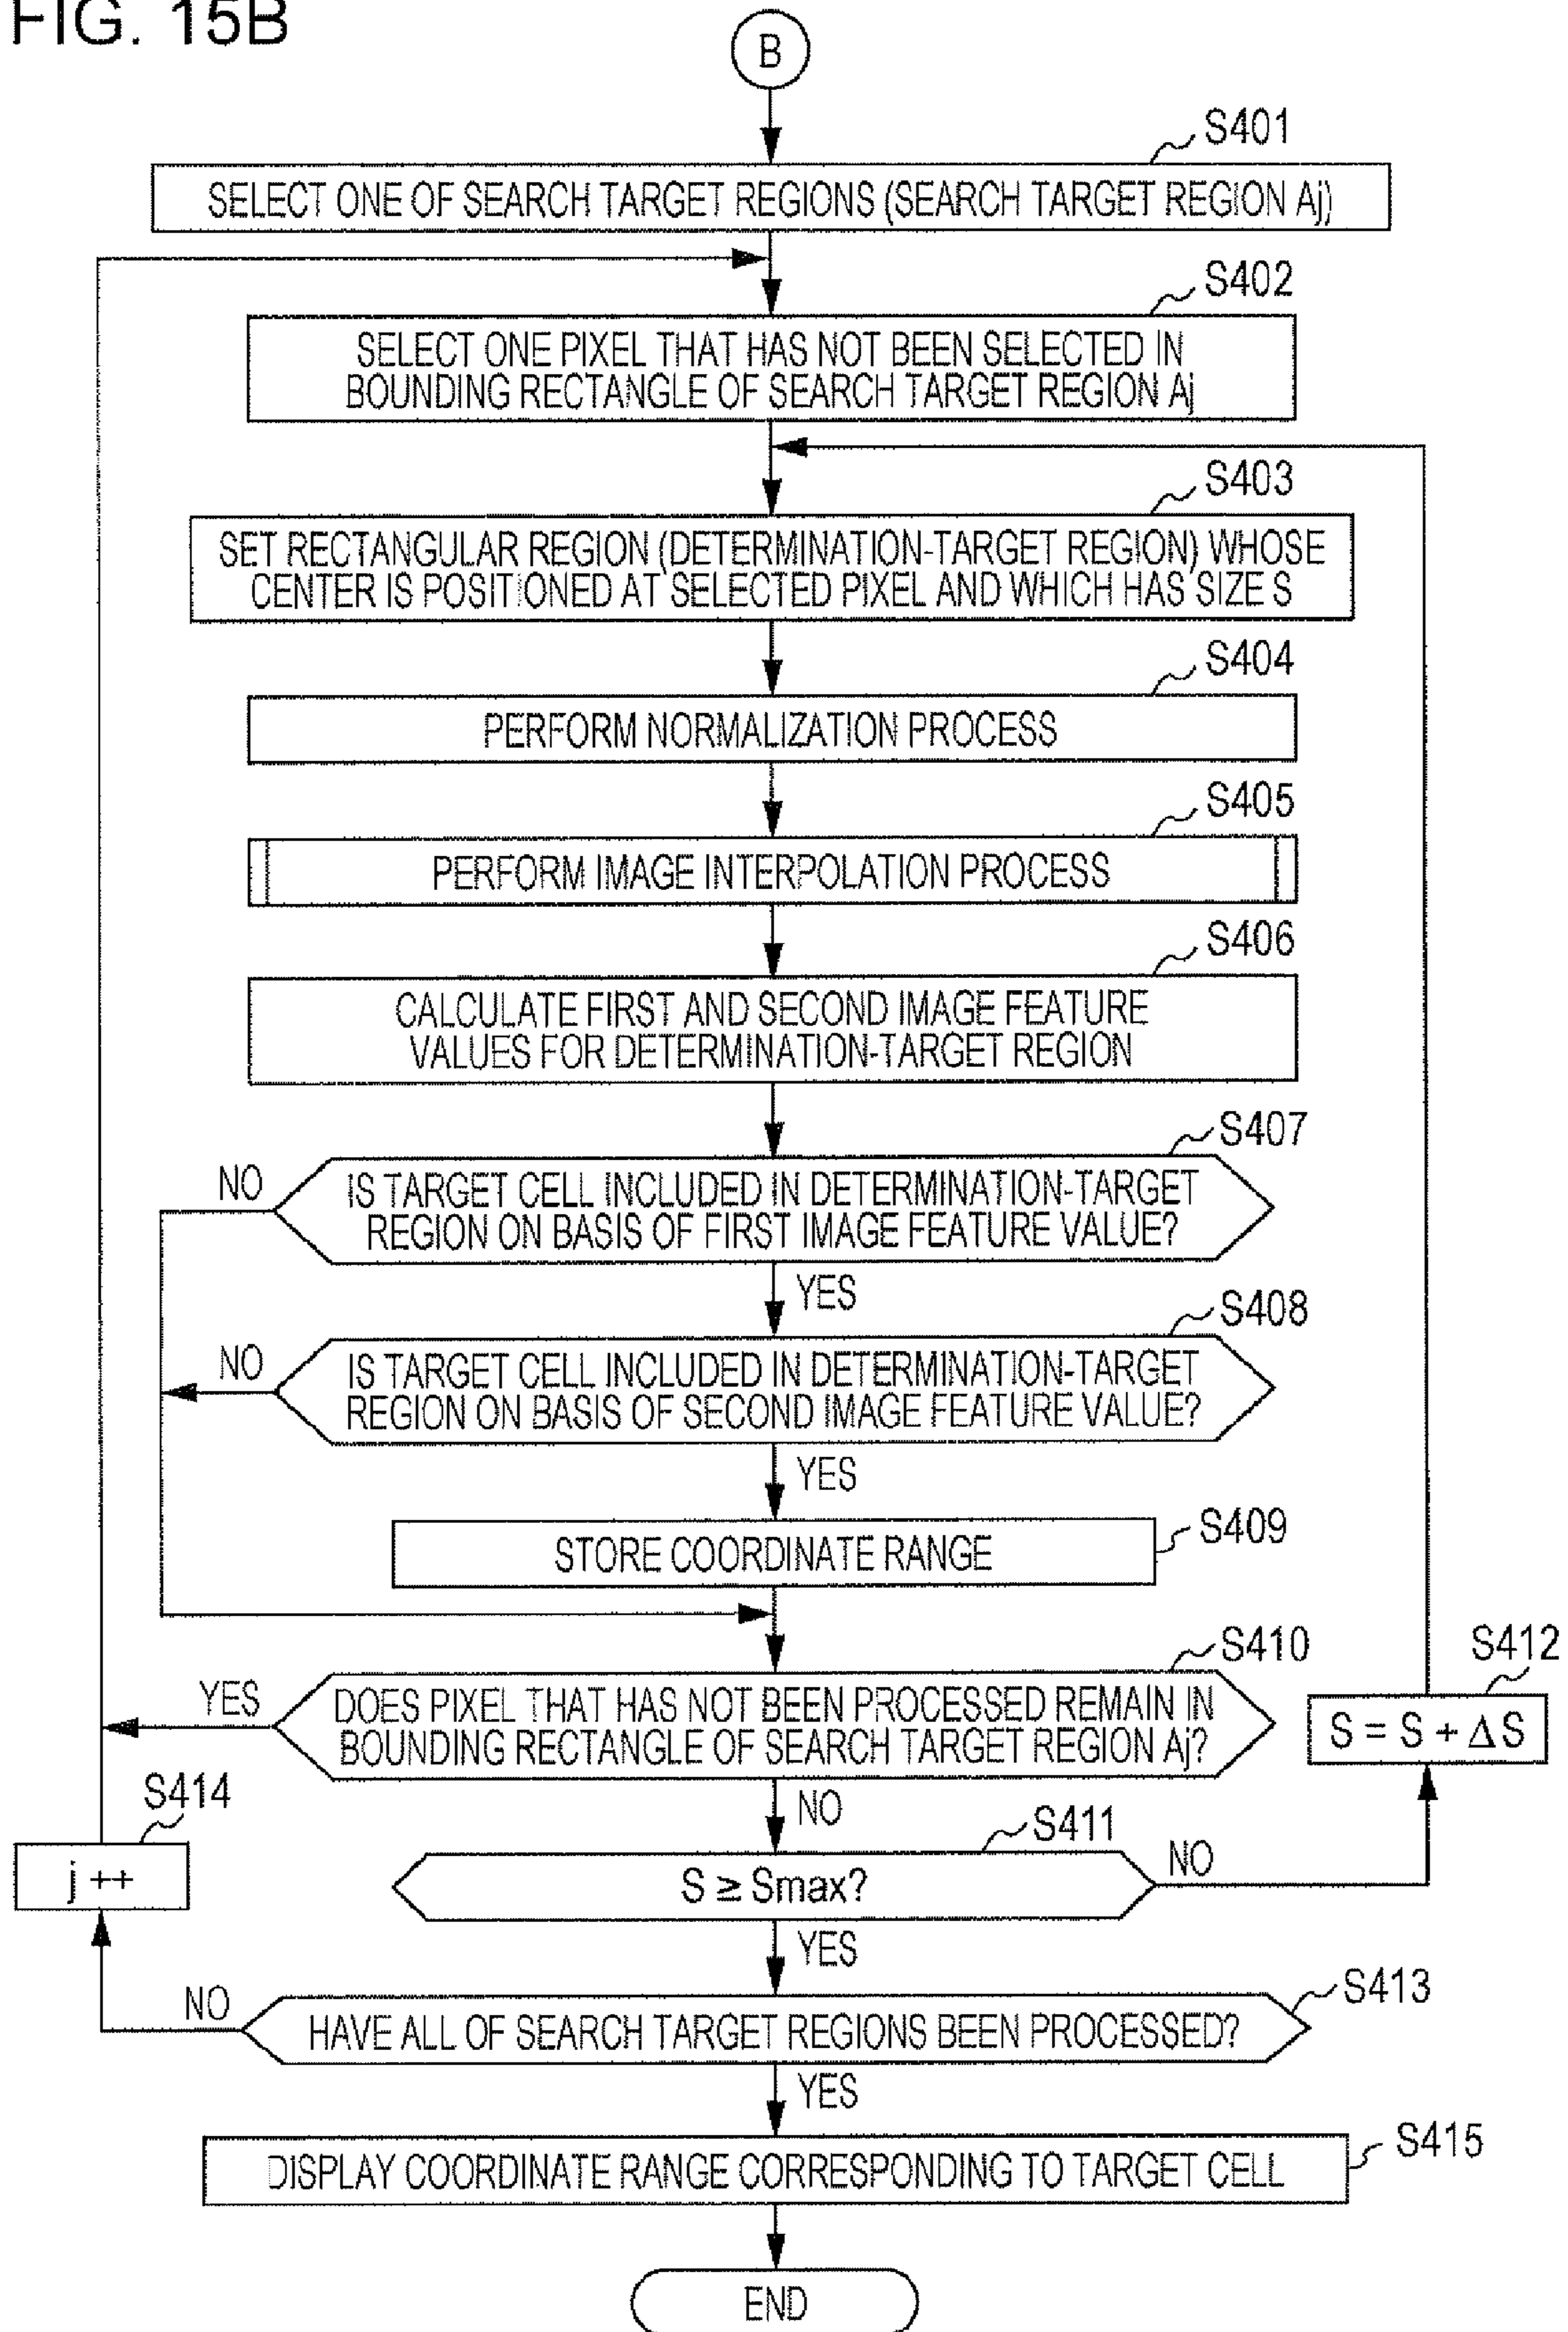 FIG. 15B
B
S401
SELECT ONE OF SEARCH TARGET REGIONS (SEARCH TARGET REGION Aj)
S402
SELECT ONE PIXEL THAT HAS NOT BEEN SELECTED IN
BOUNDING RECTANGLE OF SEARCH TARGET REGION Aj
S403
SET RECTANGULAR REGION (DETERMINATION-TARGET REGION) WHOSE
CENTER IS POSITIONED AT SELECTED PIXEL AND WHICH HAS SIZE S
S404
PERFORM NORMALIZATION PROCESS
S405
PERFORM IMAGE INTERPOLATION PROCESS
S406
CALCULATE FIRST AND SECOND IMAGE FEATURE
VALUES FOR DETERMINATION-TARGET REGION
S407
NO
IS TARGET CELL INCLUDED IN DETERMINATION-TARGET
REGION ON BASIS OF FIRST IMAGE FEATURE VALUE?
YES
S408
NO
IS TARGET CELL INCLUDED IN DETERMINATION-TARGET
REGION ON BASIS OF SECOND IMAGE FEATURE VALUE?
YES
S409
STORE COORDINATE RANGE
S410
YES
DOES PIXEL THAT HAS NOT BEEN PROCESSED REMAIN IN
BOUNDING RECTANGLE OF SEARCH TARGET REGION Aj?
S412
S = S + ΔS
NO
S414
j ++
S411
S ≥ Smax?
NO
YES
S413
NO
HAVE ALL OF SEARCH TARGET REGIONS BEEN PROCESSED?
YES
S415
DISPLAY COORDINATE RANGE CORRESPONDING TO TARGET CELL
END